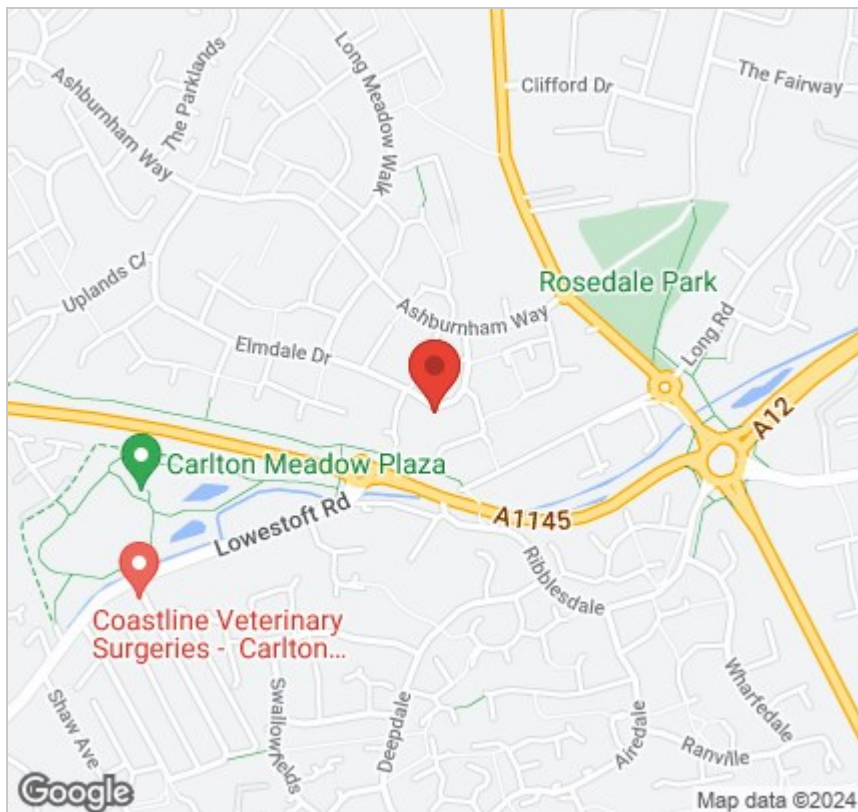 The Parklands
Long Meadow Walk
Ashburnham Way
Clifford Dr
The Fairway
Uplands Cl
Rosedale Park
Ashburnham Way
Elmdale Dr
Long Rd
A12
Carlton Meadow Plaza
Lowestoft Rd
A1145
Ribblesdale
Coastline Veterinary
Surgeries - Carlton...
Shaw Ave
Swallowfields
Deepdale
Airedale
Wharfedale
Ranville
Google
Map data ©2024